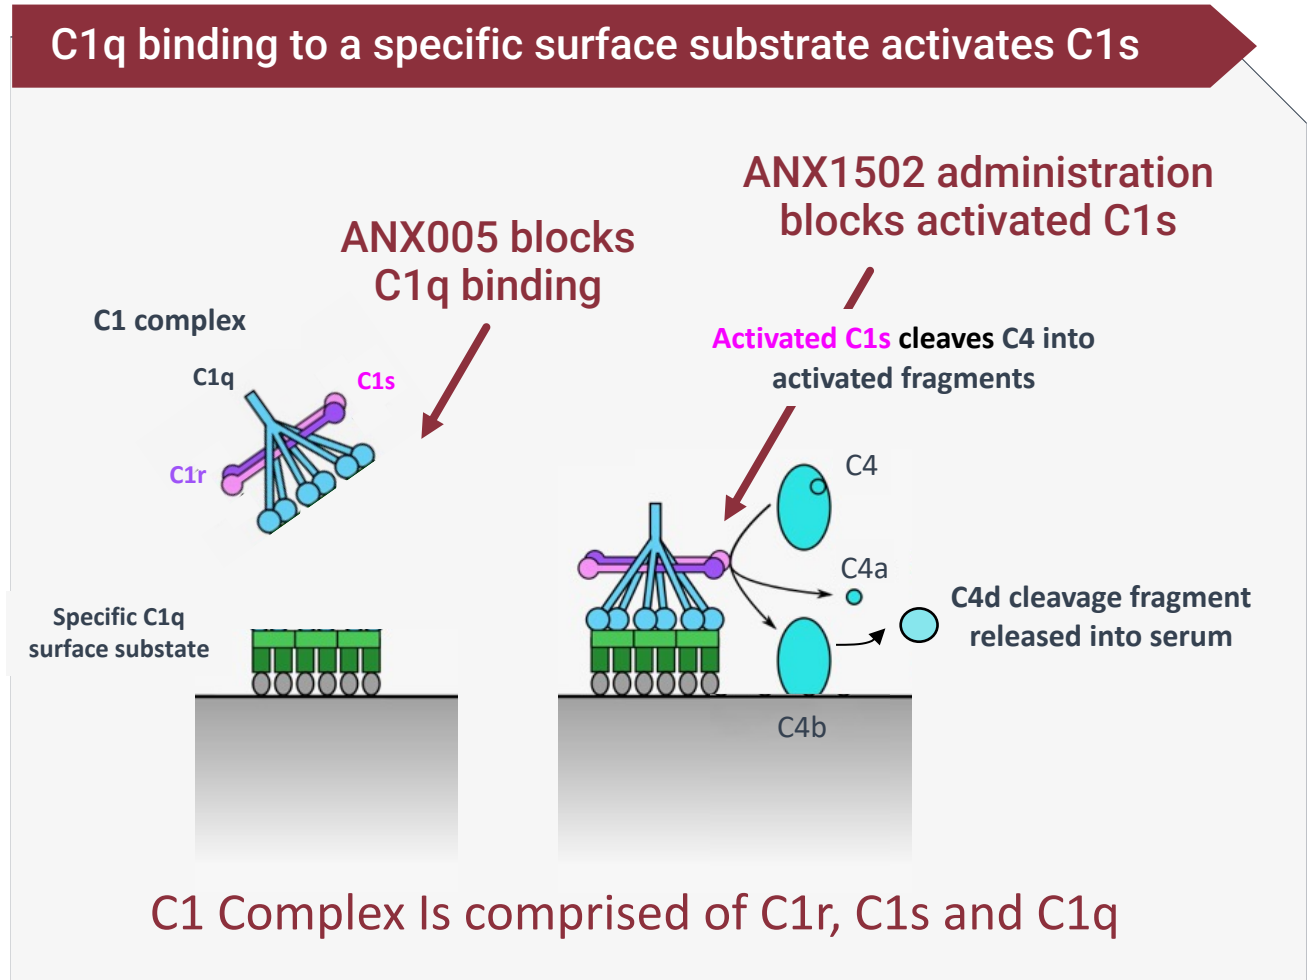 C1q binding to a specific surface substrate activates C1s
ANX1502 administration
blocks activated C1s
ANX005 blocks
C1q binding
C1 complex
Activated C1s cleaves C4 into
activated fragments
C1q
C1s
C1r
C4
C4a
C4d cleavage fragment
released into serum
Specific C1q
surface substate
C4b
C1 Complex Is comprised of C1r, C1s and C1q